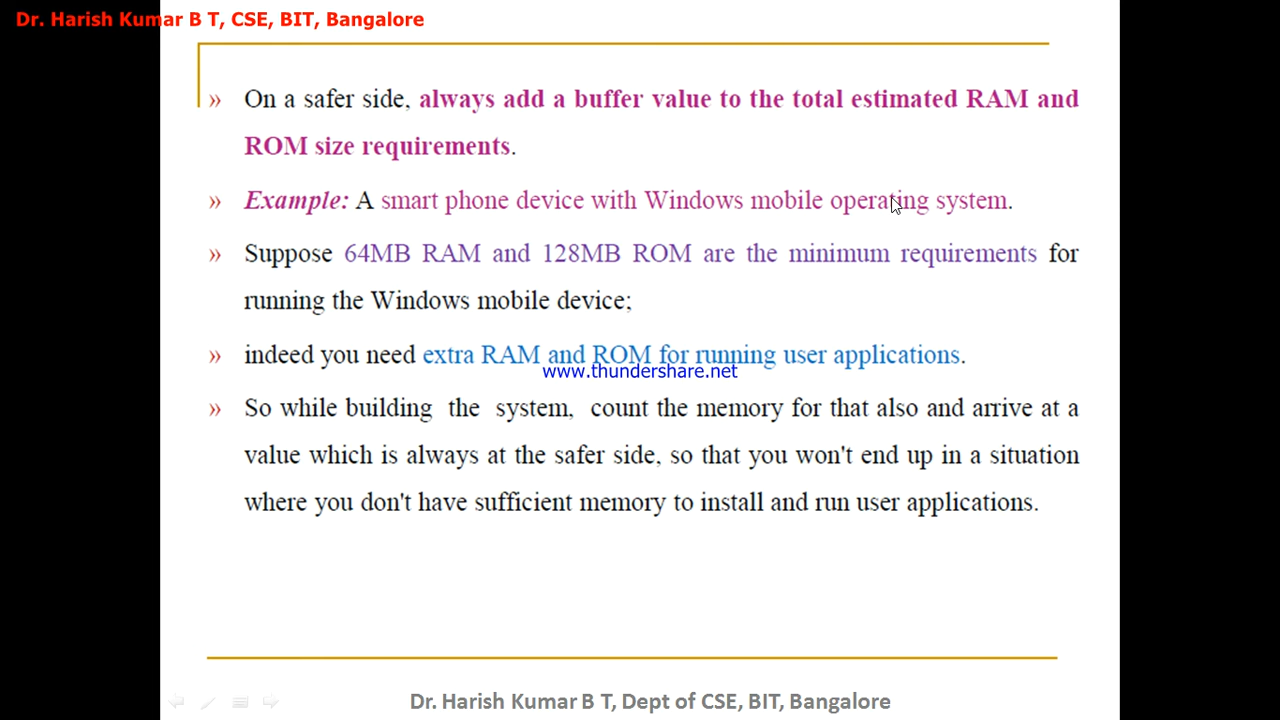 Dr. Harish Kumar B T, CSE, BIT, Bangalore
» On a safer side, always add a buffer value to the total estimated RAM and
ROM size requirements.
» Example: A smart phone device with Windows mobile operating system.
» Suppose 64MB RAM and 128MB ROM are the minimum requirements for
running the Windows mobile device;
» indeed you need extra RAM and ROM for running user applications.
www.thundershare.net
» So while building the system, count the memory for that also and arrive at a
value which is always at the safer side, so that you won't end up in a situation
where you don't have sufficient memory to install and run user applications.
Dr. Harish Kumar B T, Dept of CSE, BIT, Bangalore